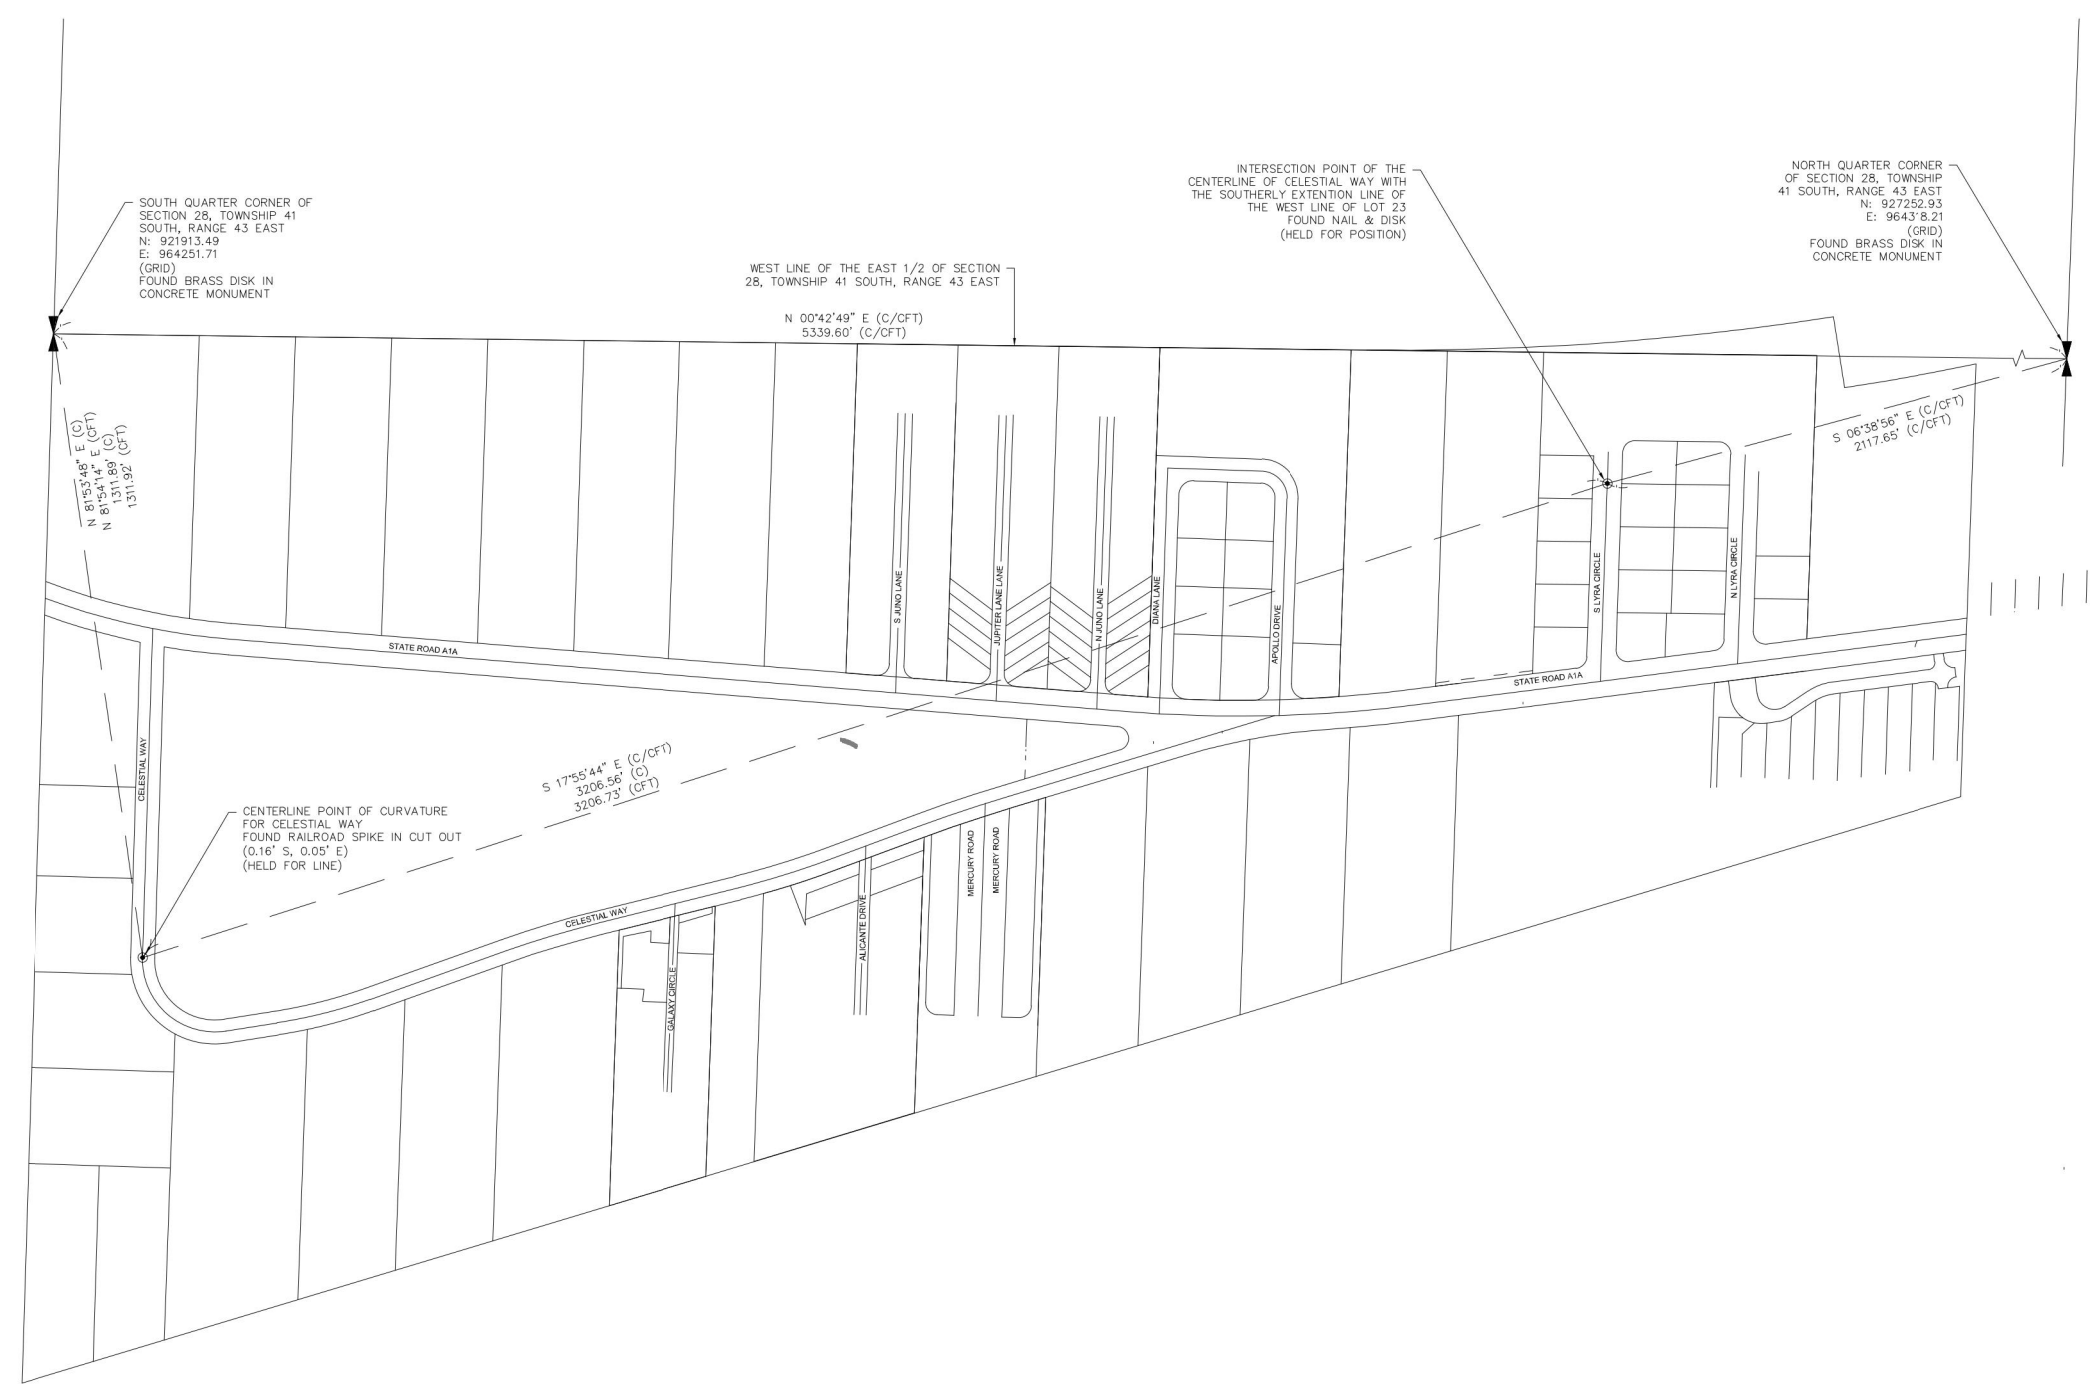 SOUTH QUARTER CORNER OF
SECTION 28, TOWNSHIP 41
SOUTH, RANGE 43 EAST
N: 921913.49
E: 964251.71
(GRID)
FOUND BRASS DISK IN
CONCRETE MONUMENT
WEST LINE OF THE EAST 1/2 OF SECTION
28, TOWNSHIP 41 SOUTH, RANGE 43 EAST
N 00°42'49" E (C/CFT)
5339.60' (C/CFT)
INTERSECTION POINT OF THE
CENTERLINE OF CELESTIAL WAY WITH
THE SOUTHERLY EXTENTION LINE OF
THE WEST LINE OF LOT 23
FOUND NAIL & DISK
(HELD FOR POSITION)
NORTH QUARTER CORNER
OF SECTION 28, TOWNSHIP
41 SOUTH, RANGE 43 EAST
N: 927252.93
E: 9643'8.21
(GRID)
FOUND BRASS DISK IN
CONCRETE MONUMENT
N 81°53'48" E (C)
N 81°54'14" E (CFT)
1311.89' (C)
1311.92' (CFT)
S 06°38'56" E (C/CFT)
2117.65' (C/CFT)
S JUNO LANE
JUPITER LANE LANE
N JUNO LANE
DIANA LANE
APOLLO DRIVE
S LYRA CIRCLE
N LYRA CIRCLE
STATE ROAD A1A
STATE ROAD A1A
CELESTIAL WAY
S 17°55'44" E (C/CFT)
3206.56' (C)
3206.73' (CFT)
CENTERLINE POINT OF CURVATURE
FOR CELESTIAL WAY
FOUND RAILROAD SPIKE IN CUT OUT
(0.16' S, 0.05' E)
(HELD FOR LINE)
CELESTIAL WAY
GALAXY CIRCLE
ALICANTE DRIVE
MERCURY ROAD
MERCURY ROAD